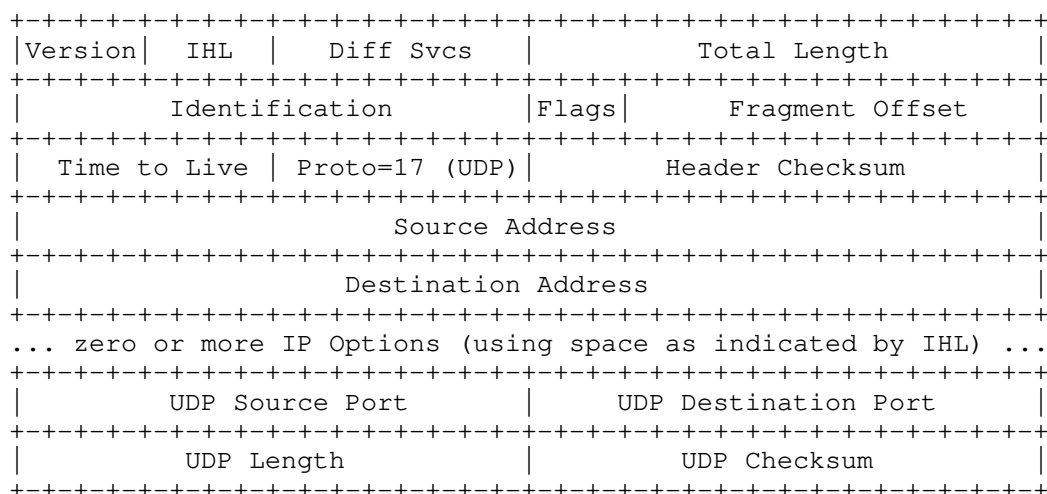 +-+-+-+-+-+-+-+-+-+-+-+-+-+-+-+-+-+-+-+-+-+-+-+-+-+-+-+-+-+-+-+-+
|Version|  IHL  |   Diff Svcs   |          Total Length         |
+-+-+-+-+-+-+-+-+-+-+-+-+-+-+-+-+-+-+-+-+-+-+-+-+-+-+-+-+-+-+-+-+
|         Identification        |Flags|      Fragment Offset    |
+-+-+-+-+-+-+-+-+-+-+-+-+-+-+-+-+-+-+-+-+-+-+-+-+-+-+-+-+-+-+-+-+
|  Time to Live | Proto=17 (UDP)|        Header Checksum        |
+-+-+-+-+-+-+-+-+-+-+-+-+-+-+-+-+-+-+-+-+-+-+-+-+-+-+-+-+-+-+-+-+
|                       Source Address                          |
+-+-+-+-+-+-+-+-+-+-+-+-+-+-+-+-+-+-+-+-+-+-+-+-+-+-+-+-+-+-+-+-+
|                    Destination Address                        |
+-+-+-+-+-+-+-+-+-+-+-+-+-+-+-+-+-+-+-+-+-+-+-+-+-+-+-+-+-+-+-+-+
... zero or more IP Options (using space as indicated by IHL) ...
+-+-+-+-+-+-+-+-+-+-+-+-+-+-+-+-+-+-+-+-+-+-+-+-+-+-+-+-+-+-+-+-+
|         UDP Source Port       |     UDP Destination Port      |
+-+-+-+-+-+-+-+-+-+-+-+-+-+-+-+-+-+-+-+-+-+-+-+-+-+-+-+-+-+-+-+-+
|          UDP Length           |         UDP Checksum          |
+-+-+-+-+-+-+-+-+-+-+-+-+-+-+-+-+-+-+-+-+-+-+-+-+-+-+-+-+-+-+-+-+